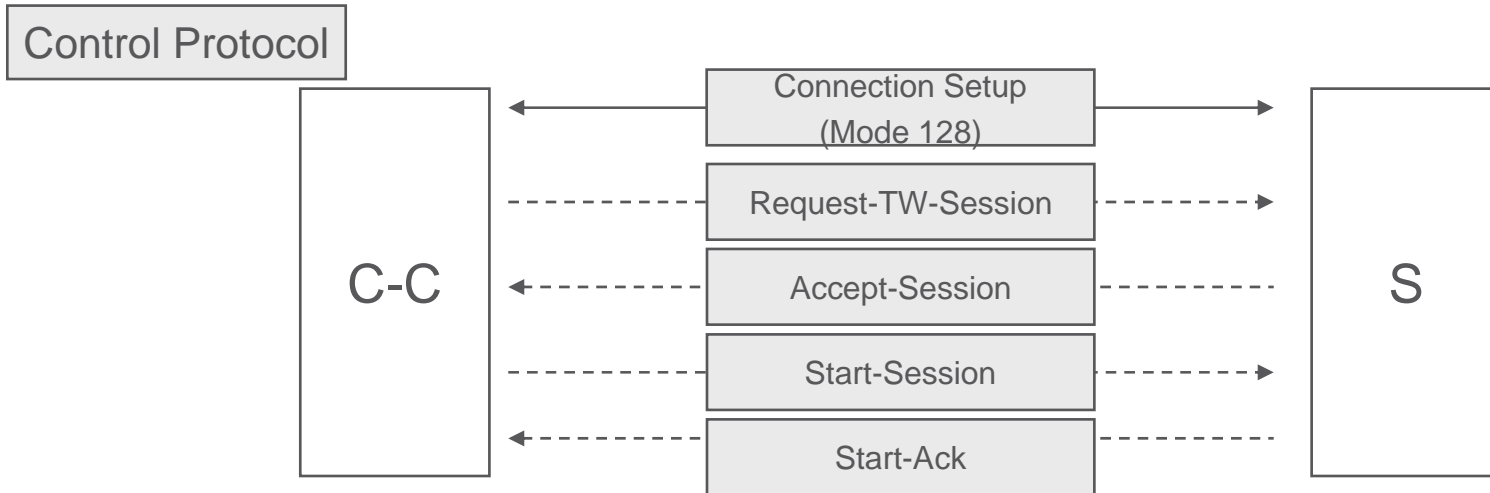 Control Protocol
Connection Setup
(Mode 128)
Request-TW-Session
C-C
Accept-Session
S
Start-Session
Start-Ack